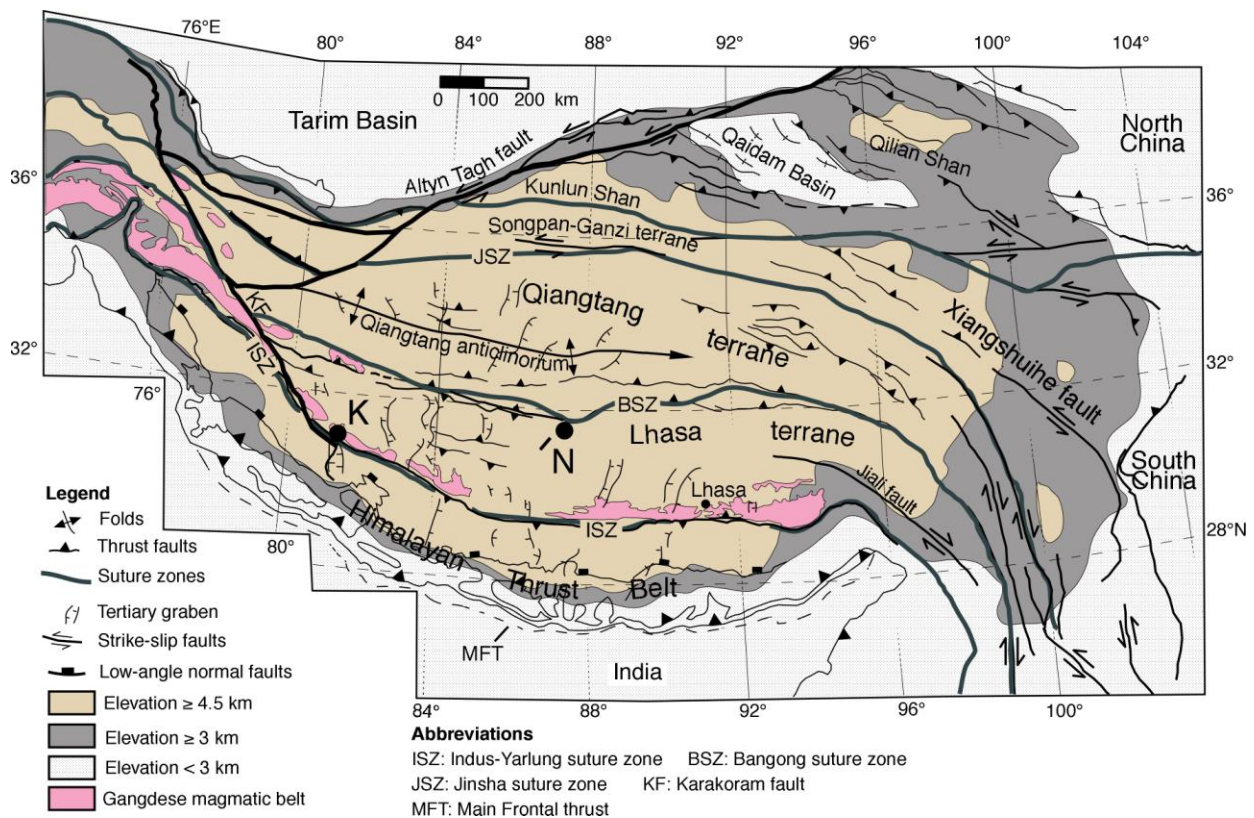 76°E
80°
84°
88°
92°
96°
100°
104°
0 100 200 km
Tarim Basin
North
China
Altyn Tagh fault
Qaidam Basin
Qilian Shan
36°
36°
Kunlun Shan
Songpan-Ganzi terrane
JSZ
Qiangtang
terrane
Xiangshuihe fault
KF
Qiangtang anticlinorium
32°
32°
ISZ
76°
BSZ
K
N
Lhasa
terrane
South
China
Lhasa
Jiali fault
ISZ
28°N
80°
Himalayan
Thrust
Belt
MFT
India
84°
88°
92°
96°
100°
Legend
Folds
Thrust faults
Suture zones
Tertiary graben
Strike-slip faults
Low-angle normal faults
Elevation ≥ 4.5 km
Elevation ≥ 3 km
Elevation < 3 km
Gangdese magmatic belt
Abbreviations
ISZ: Indus-Yarlung suture zone BSZ: Bangong suture zone
JSZ: Jinsha suture zone KF: Karakoram fault
MFT: Main Frontal thrust